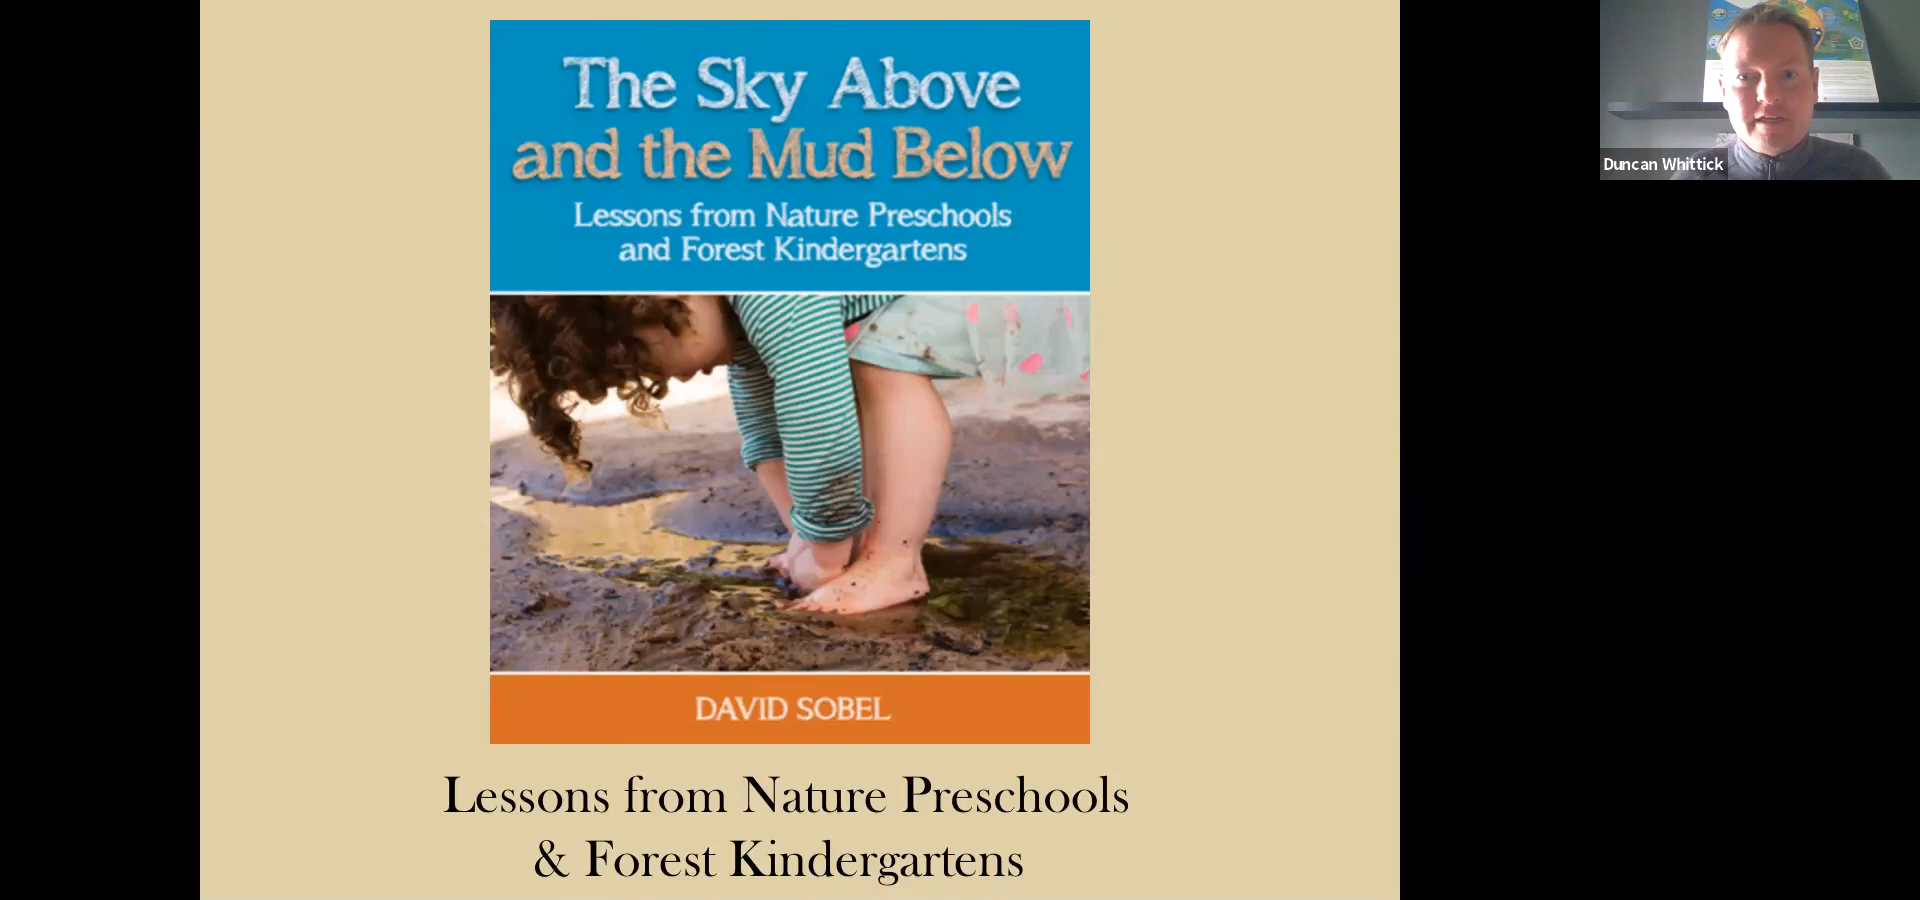 The Sky Above
and the Mud Below
Lessons from Nature Preschools
and Forest Kindergartens
DAVID SOBEL
Lessons from Nature Preschools
& Forest Kindergartens
Duncan Whittick